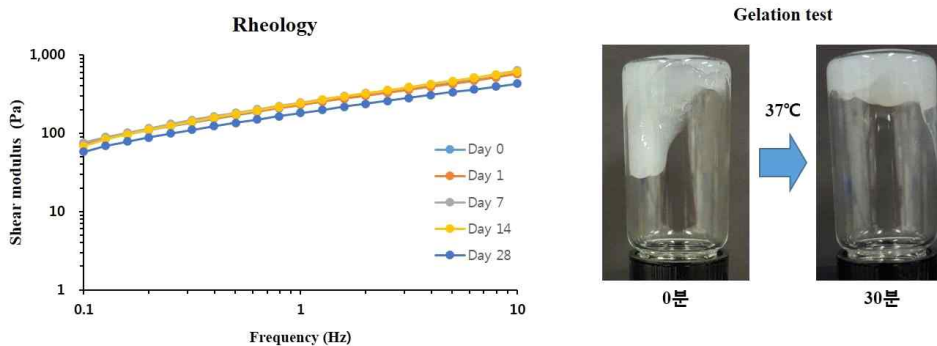 Rheology
Shear modulus (Pa)
1,000
100
10
1
0.1
1
10
Frequency (Hz)
Day 0
Day 1
Day 7
Day 14
Day 28
Gelation test
37℃
0분
30분